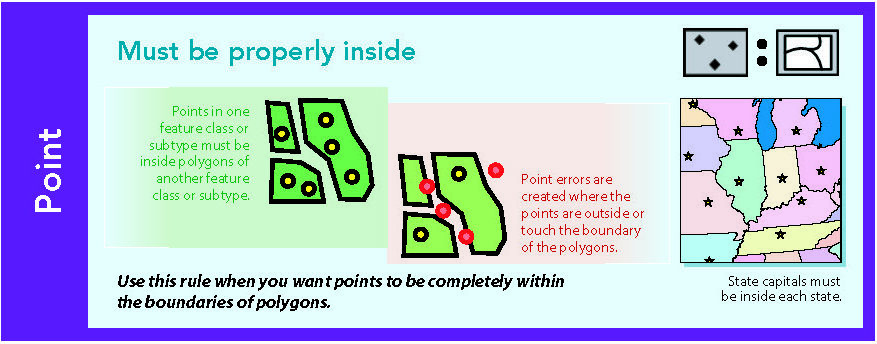 Point
Must be properly inside
Points in one
feature class or
subtype must be
inside polygons of
another feature
class or subtype.
Point errors are
created where the
points are outside or
touch the boundary
of the polygons.
Use this rule when you want points to be completely within
the boundaries of polygons.
State capitals must
be inside each state.